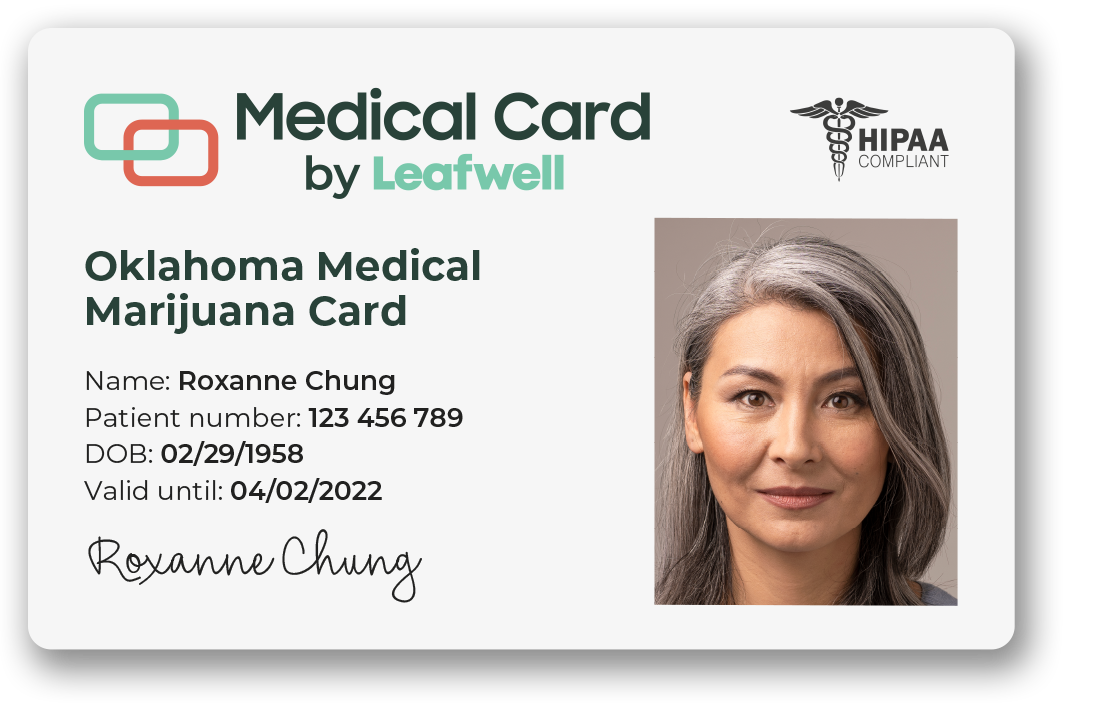 Medical Card
by Leafwell
HIPAA
COMPLIANT
Oklahoma Medical
Marijuana Card
Name: Roxanne Chung
Patient number: 123 456 789
DOB: 02/29/1958
Valid until: 04/02/2022
Roxanne Chung